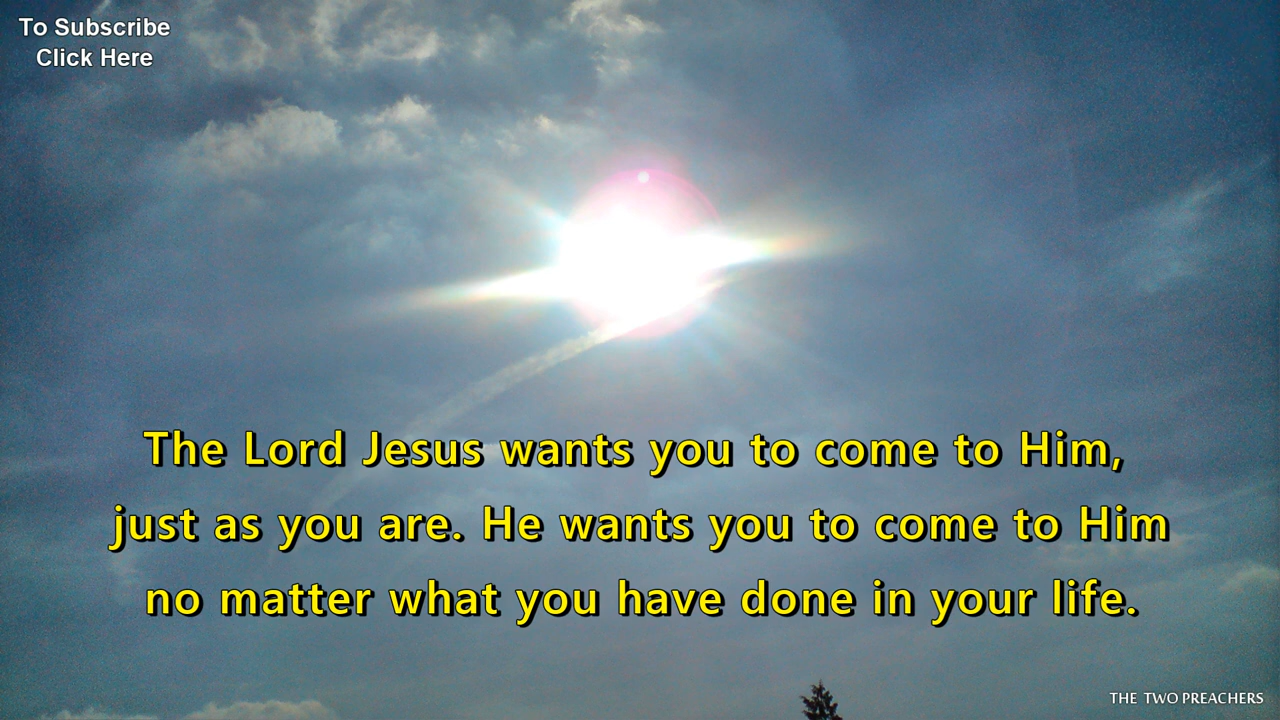 To Subscribe
Click Here
The Lord Jesus wants you to come to Him,
just as you are. He wants you to come to Him
no matter what you have done in your life.
THE TWO PREACHERS